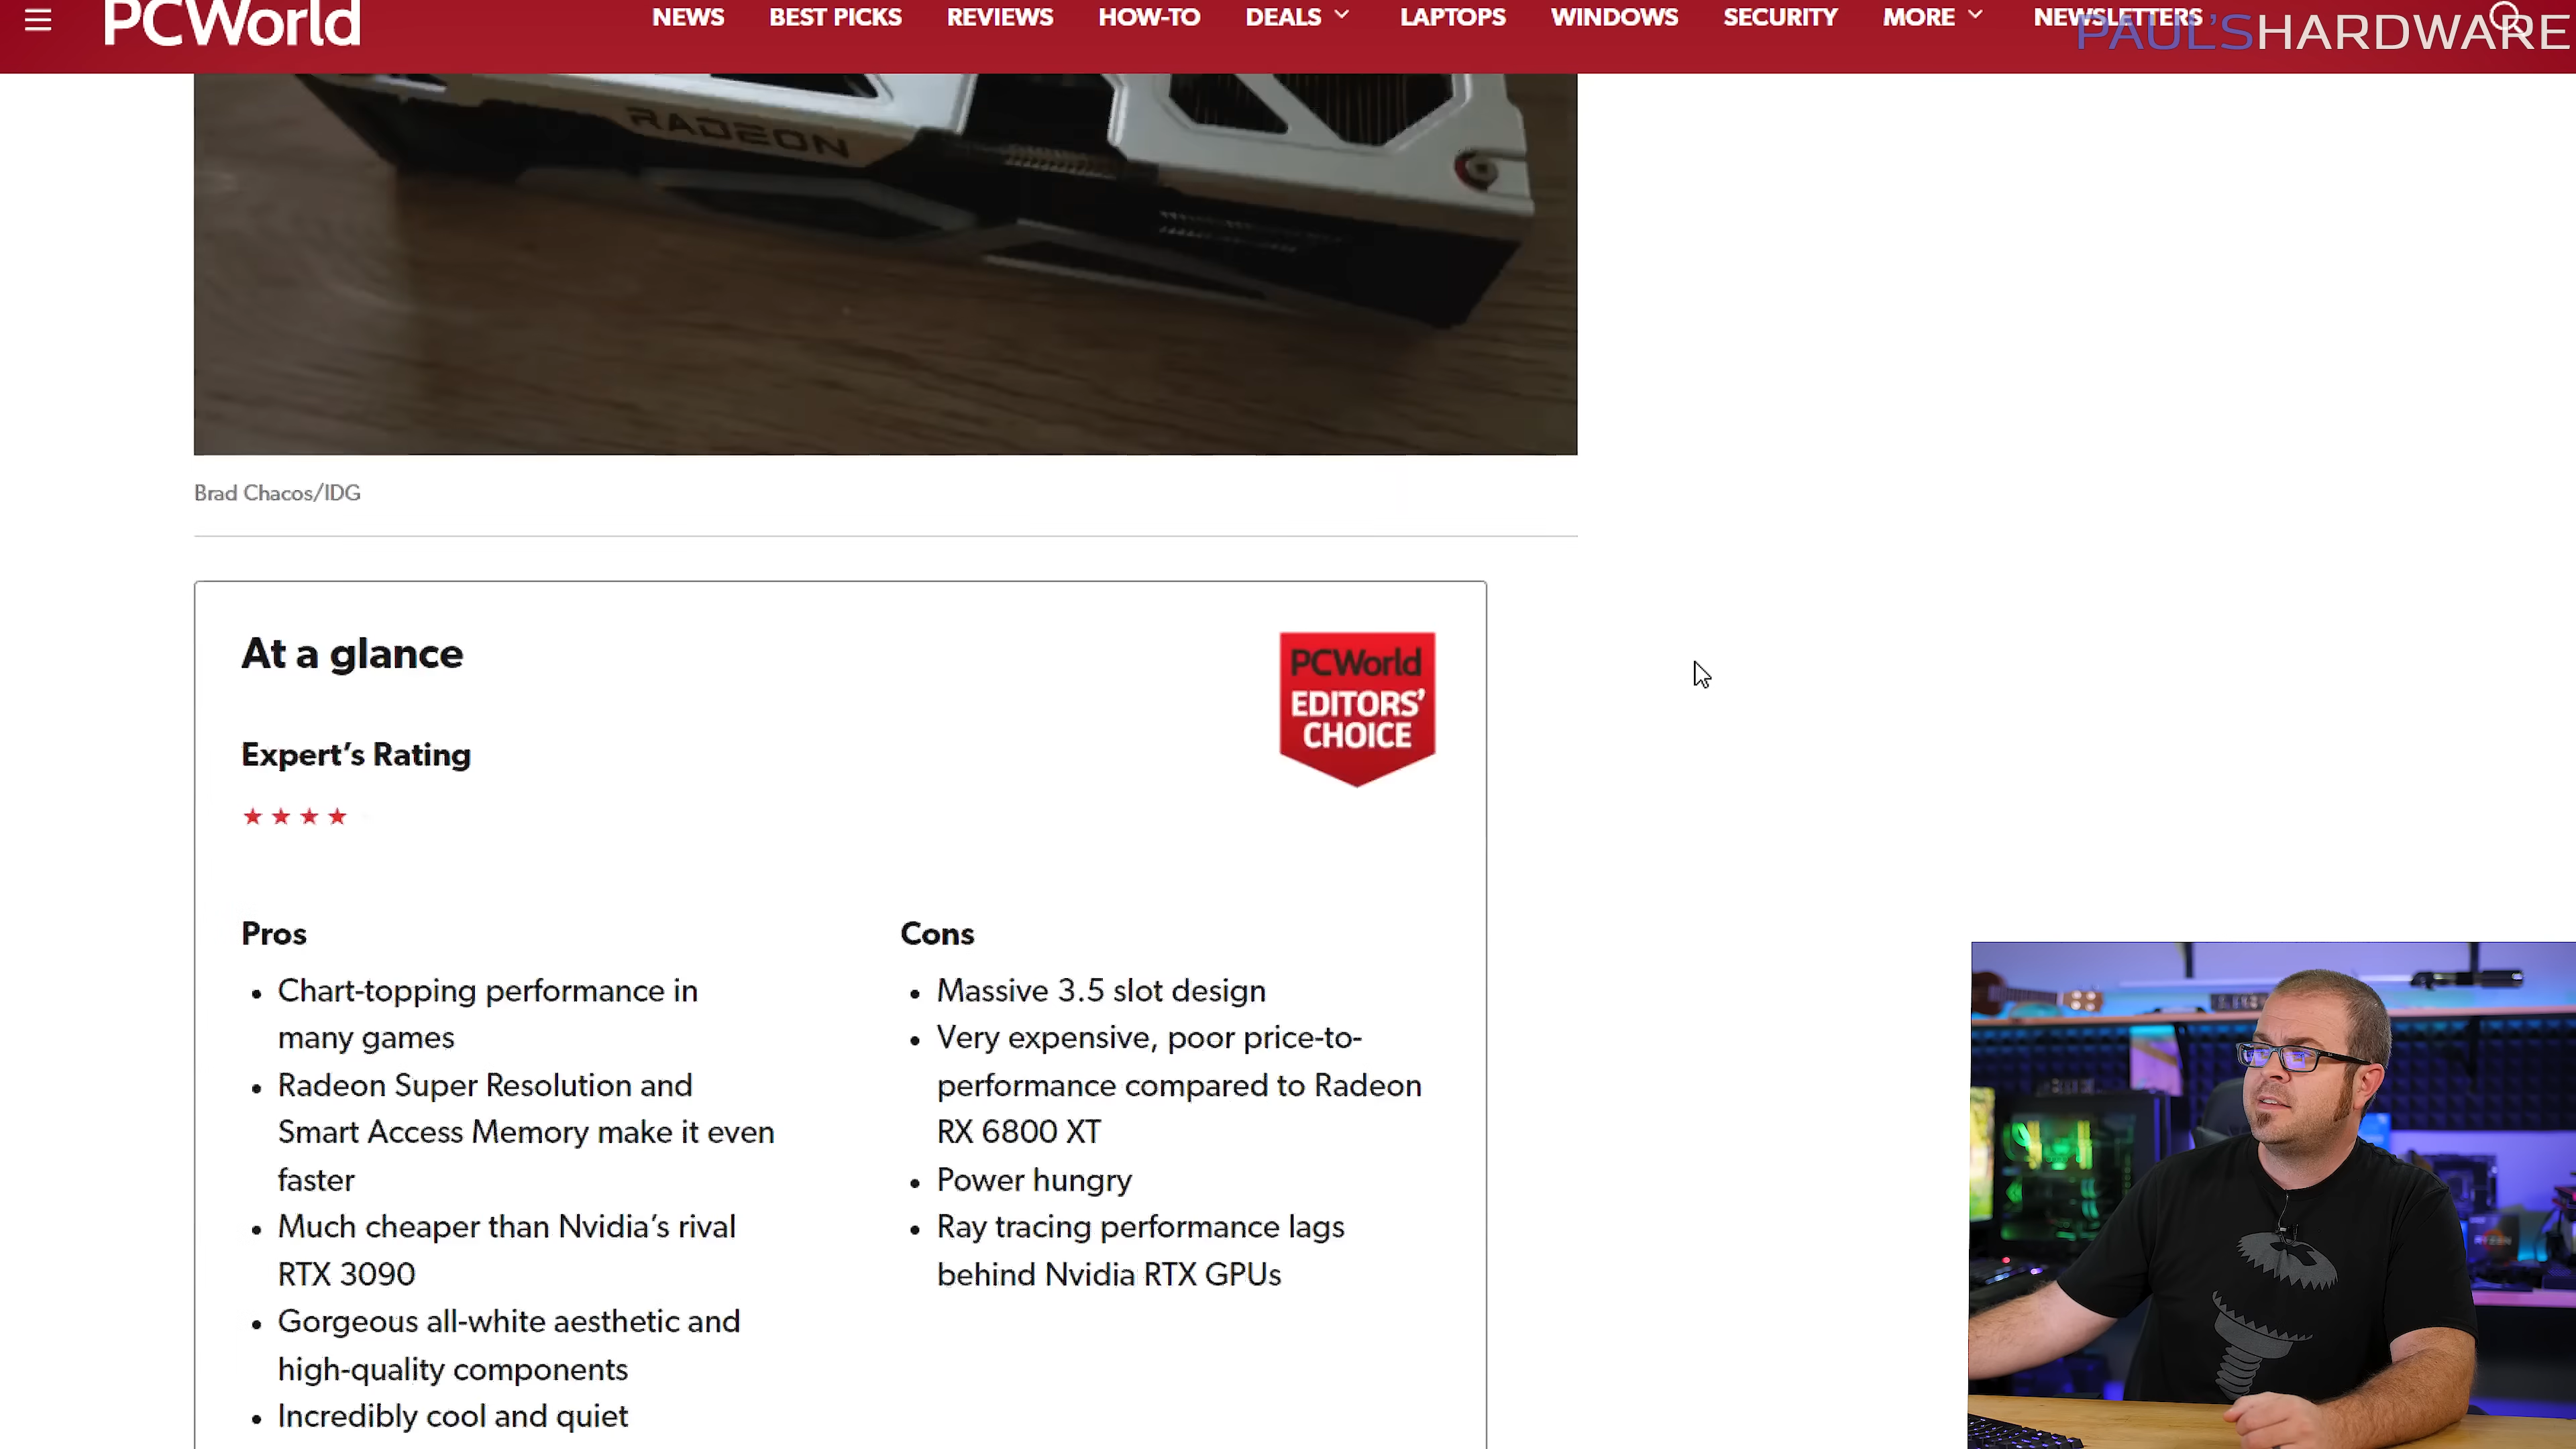 PCWorld
NEWS BEST PICKS REVIEWS HOW-TO DEALS LAPTOPS WINDOWS SECURITY MORE NEWSLETTERS
PAUL'SHARDWARE
RADEON
Brad Chacos/IDG
At a glance
PCWorld
EDITORS'
CHOICE
Expert's Rating
Pros
• Chart-topping performance in
many games
• Radeon Super Resolution and
Smart Access Memory make it even
faster
• Much cheaper than Nvidia's rival
RTX 3090
• Gorgeous all-white aesthetic and
high-quality components
• Incredibly cool and quiet
Cons
• Massive 3.5 slot design
• Very expensive, poor price-to-
performance compared to Radeon
RX 6800 XT
• Power hungry
• Ray tracing performance lags
behind Nvidia RTX GPUs